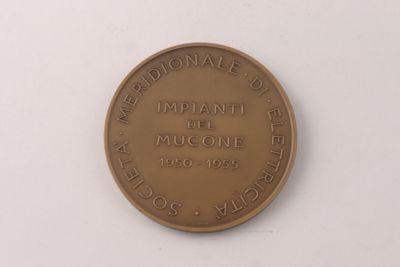 SOCIETA' · MERIDIONALE · DI · ELETTRICITA' ·
IMPIANTI
DEL
MUCONE
1950 - 1955